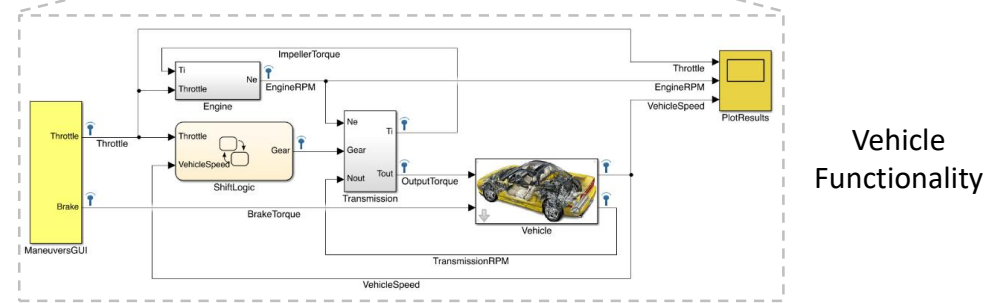 ImpellerTorque
Ti
Throttle
Ne
Engine
EngineRPM
Throttle
EngineRPM
VehicleSpeed
PlotResults
Throttle
Brake
ManeuversGUI
Throttle
Throttle
VehicleSpeed
Gear
ShiftLogic
Ne
Gear
Nout
Ti
Tout
Transmission
OutputTorque
BrakeTorque
Vehicle
TransmissionRPM
VehicleSpeed
Vehicle
Functionality